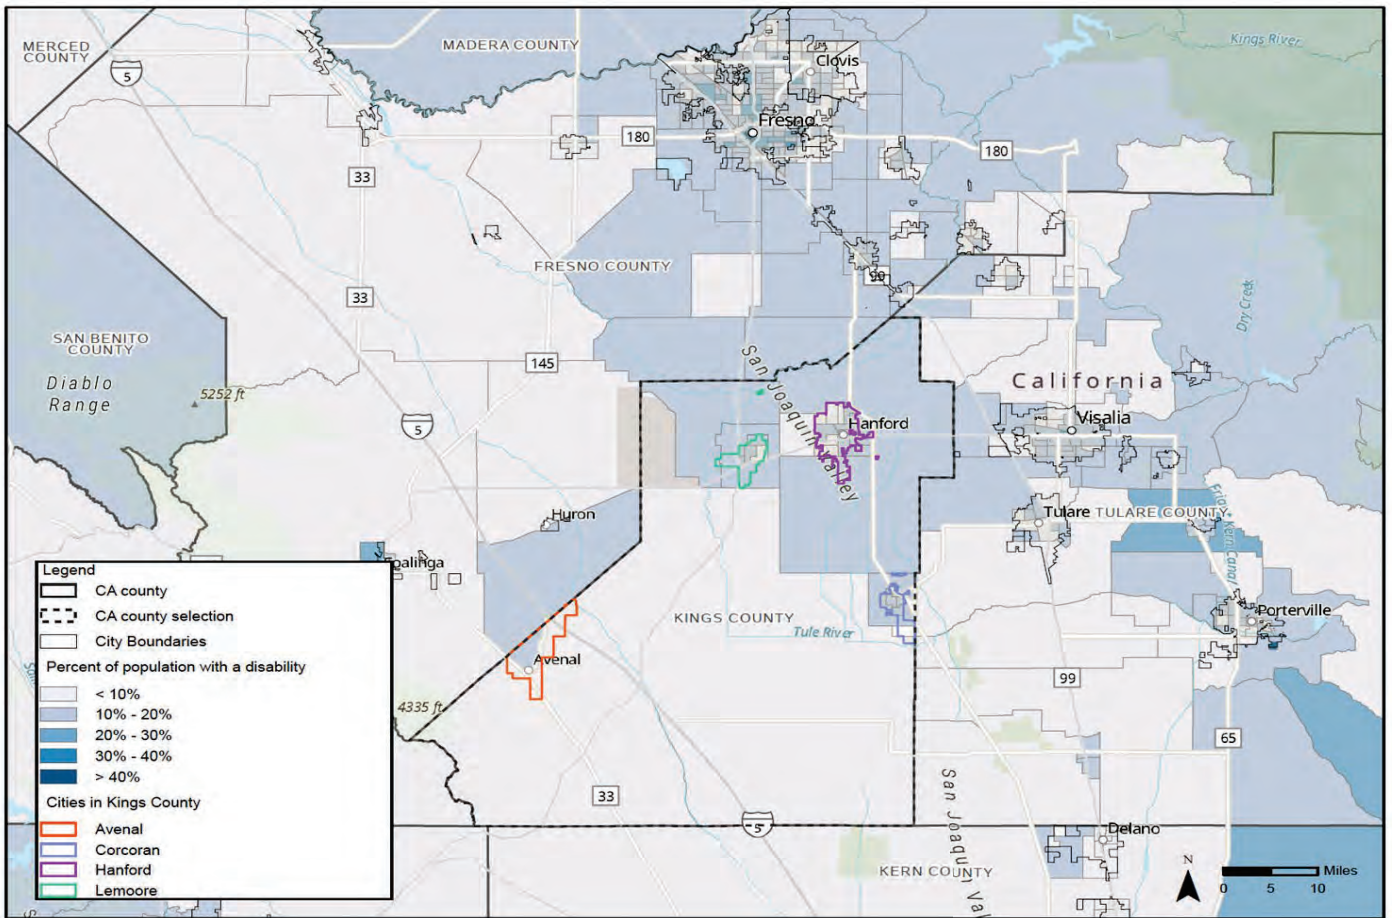 MERCED
COUNTY
MADERA COUNTY
Kings River
5
Clovis
Fresno
180
180
33
FRESNO COUNTY
99
33
Dry Creek
SAN BENITO
COUNTY
145
San Joaquin Valley
California
Diablo
Range
5252 ft
5
Hanford
Visalia
Huron
Tulare
TULARE COUNTY
Friant Kern Canal
Coalinga
KINGS COUNTY
Tule River
Porterville
Avenal
99
4335 ft
65
33
5
San Joaquin Val
Delano
KERN COUNTY
Legend
CA county
CA county selection
City Boundaries
Percent of population with a disability
< 10%
10% - 20%
20% - 30%
30% - 40%
> 40%
Cities in Kings County
Avenal
Corcoran
Hanford
Lemoore
N
Miles
0 5 10